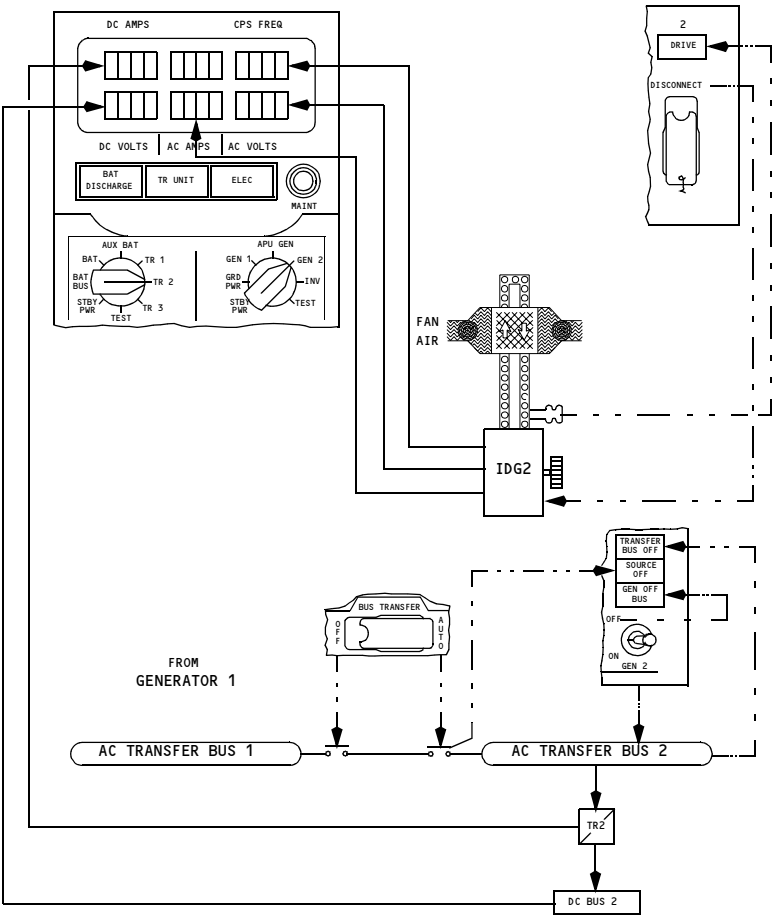 DC AMPS
CPS FREQ
DC VOLTS
AC AMPS
AC VOLTS
BAT
DISCHARGE
TR UNIT
ELEC
MAINT
AUX BAT
BAT
TR 1
BAT
BUS
TR 2
STBY
PWR
TR 3
TEST
APU GEN
GEN 1
GEN 2
GRD
PWR
INV
STBY
PWR
TEST
2
DRIVE
DISCONNECT
FAN
AIR
IDG2
TRANSFER
BUS OFF
SOURCE
OFF
GEN OFF
BUS
OFF
ON
GEN 2
BUS TRANSFER
OFF
AUTO
FROM
GENERATOR 1
AC TRANSFER BUS 1
AC TRANSFER BUS 2
TR2
DC BUS 2